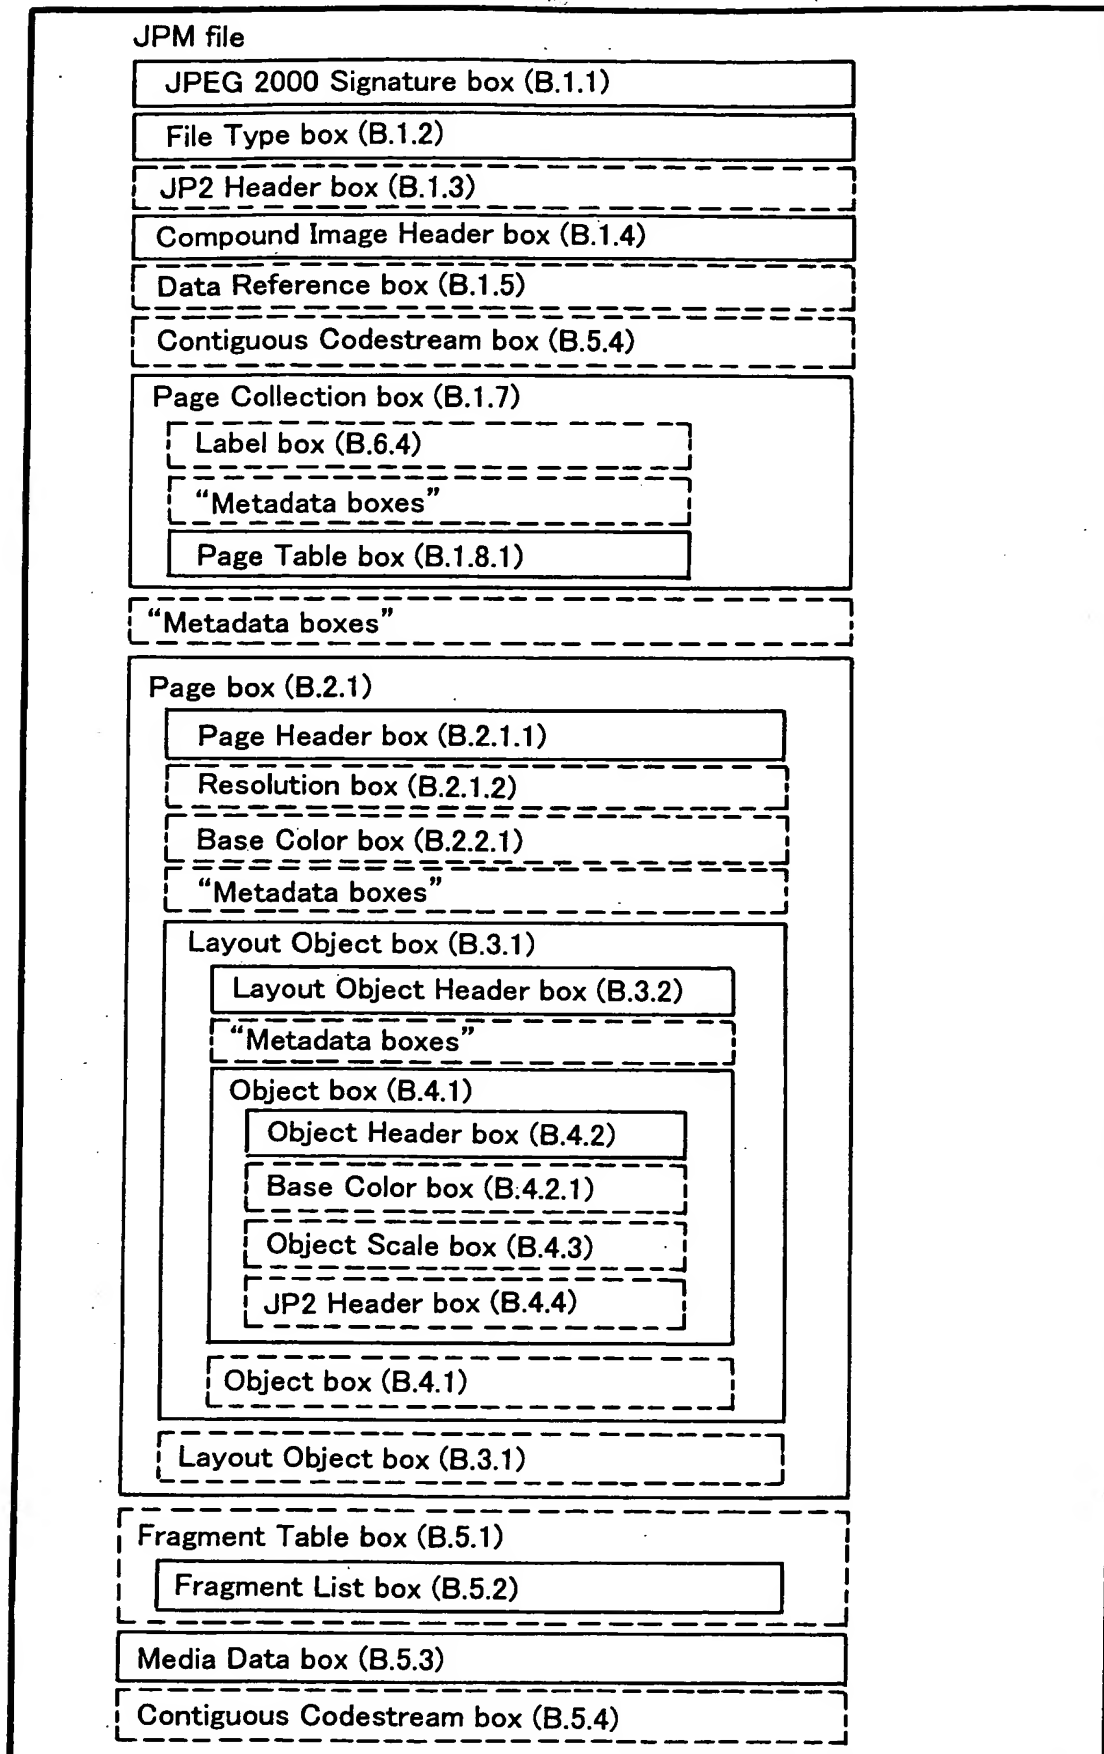 JPM file
JPEG 2000 Signature box (B.1.1)
File Type box (B.1.2)
JP2 Header box (B.1.3)
Compound Image Header box (B.1.4)
Data Reference box (B.1.5)
Contiguous Codestream box (B.5.4)
Page Collection box (B.1.7)
Label box (B.6.4)
“Metadata boxes”
Page Table box (B.1.8.1)
“Metadata boxes”
Page box (B.2.1)
Page Header box (B.2.1.1)
Resolution box (B.2.1.2)
Base Color box (B.2.2.1)
“Metadata boxes”
Layout Object box (B.3.1)
Layout Object Header box (B.3.2)
“Metadata boxes”
Object box (B.4.1)
Object Header box (B.4.2)
Base Color box (B.4.2.1)
Object Scale box (B.4.3)
JP2 Header box (B.4.4)
Object box (B.4.1)
Layout Object box (B.3.1)
Fragment Table box (B.5.1)
Fragment List box (B.5.2)
Media Data box (B.5.3)
Contiguous Codestream box (B.5.4)